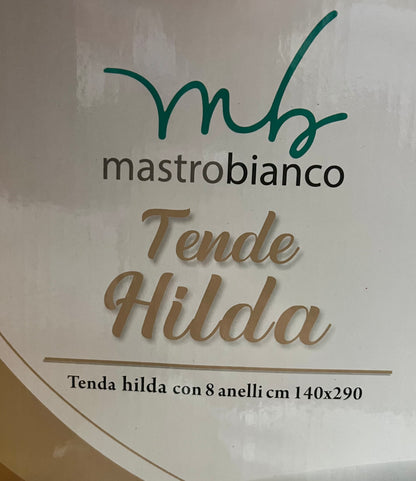 mb
mastrobianco
Tende
Hilda
Tenda hilda con 8 anelli cm 140x290